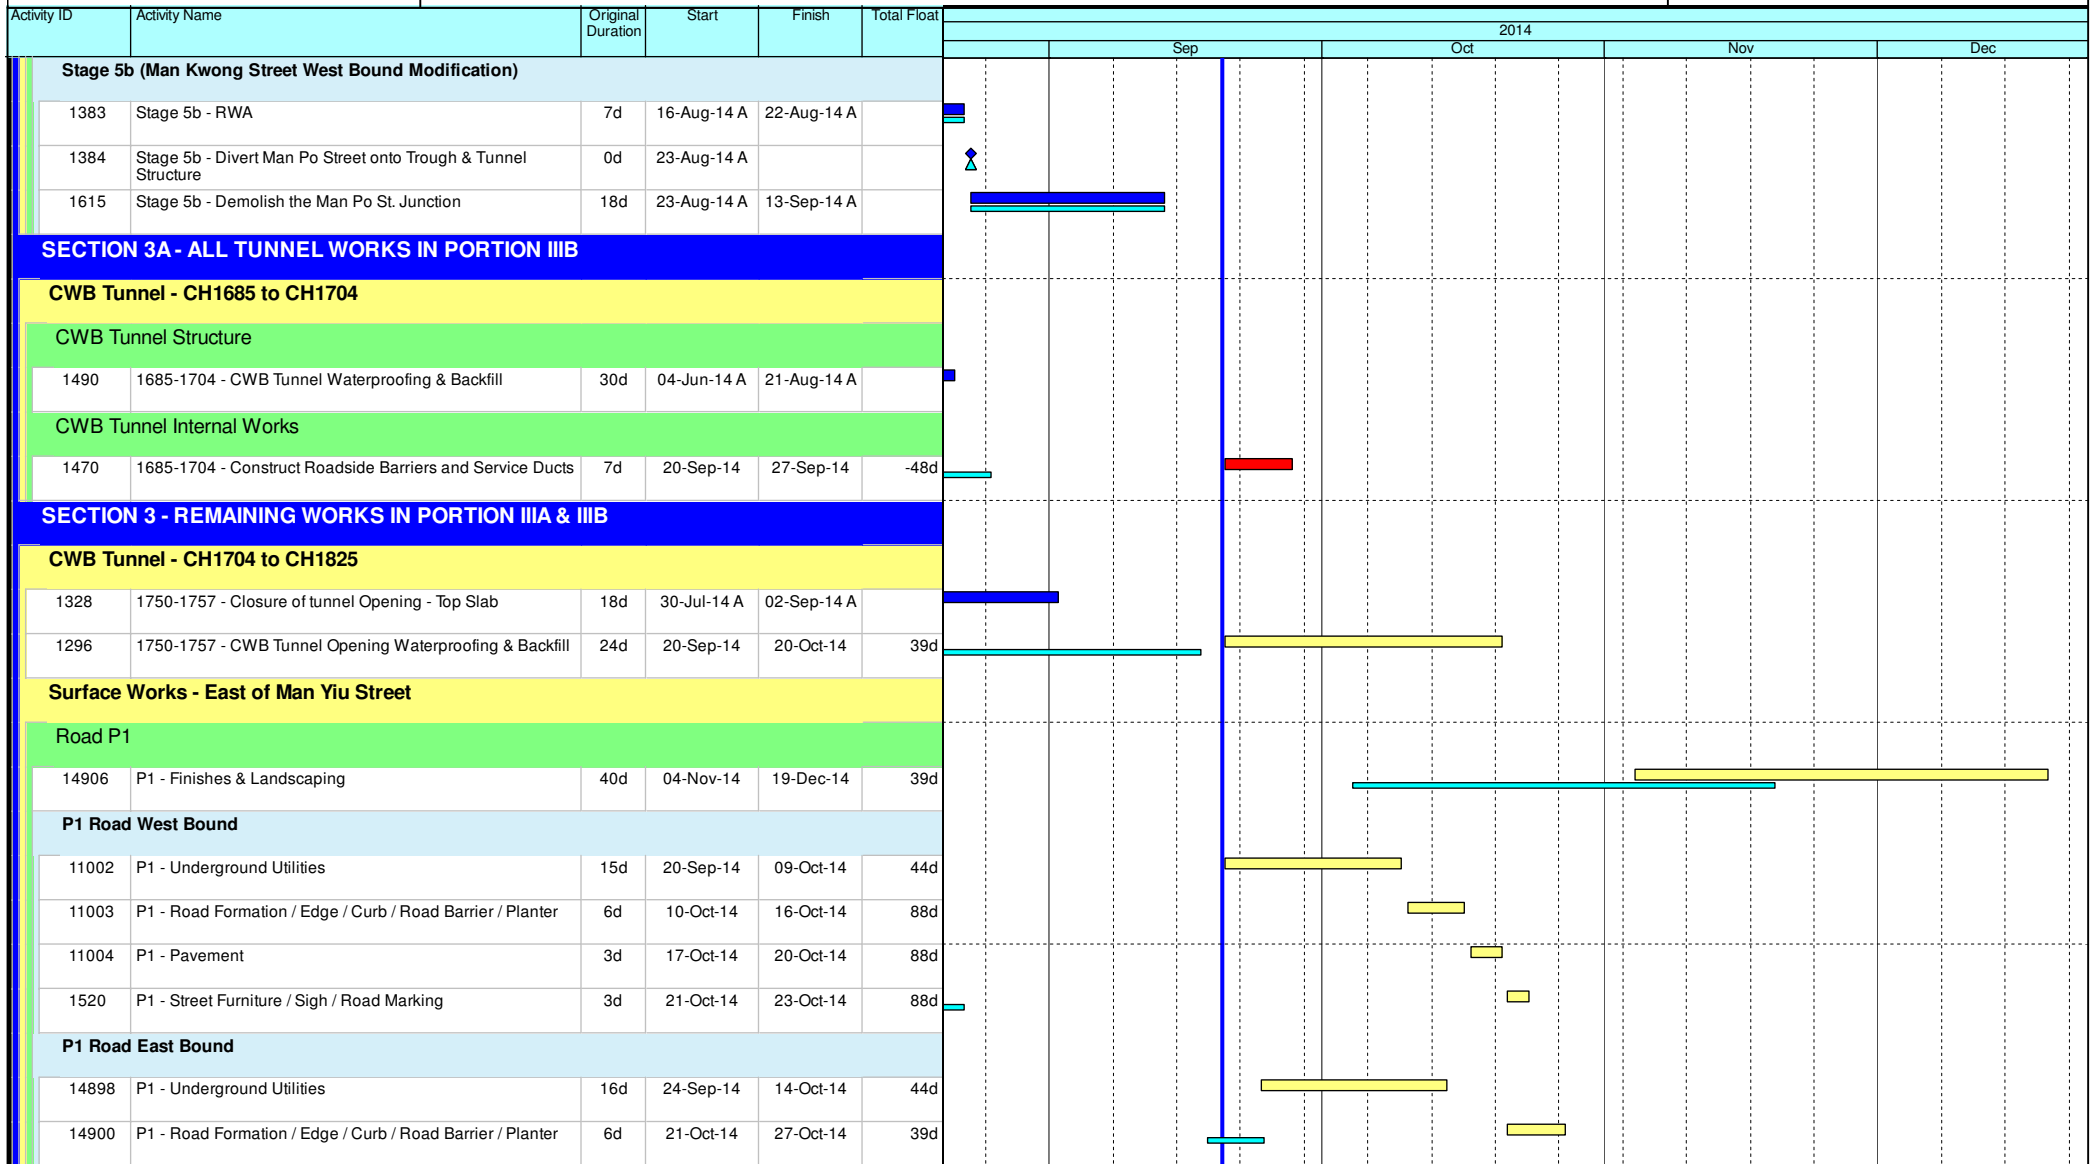 Activity ID Activity Name Original Duration Start Finish Total Float
2014
Sep Oct Nov Dec
Stage 5b (Man Kwong Street West Bound Modification)
1383 Stage 5b - RWA 7d 16-Aug-14 A 22-Aug-14 A
1384 Stage 5b - Divert Man Po Street onto Trough & Tunnel Structure 0d 23-Aug-14 A
1615 Stage 5b - Demolish the Man Po St. Junction 18d 23-Aug-14 A 13-Sep-14 A
SECTION 3A - ALL TUNNEL WORKS IN PORTION IIIB
CWB Tunnel - CH1685 to CH1704
CWB Tunnel Structure
1490 1685-1704 - CWB Tunnel Waterproofing & Backfill 30d 04-Jun-14 A 21-Aug-14 A
CWB Tunnel Internal Works
1470 1685-1704 - Construct Roadside Barriers and Service Ducts 7d 20-Sep-14 27-Sep-14 -48d
SECTION 3 - REMAINING WORKS IN PORTION IIIA & IIIB
CWB Tunnel - CH1704 to CH1825
1328 1750-1757 - Closure of tunnel Opening - Top Slab 18d 30-Jul-14 A 02-Sep-14 A
1296 1750-1757 - CWB Tunnel Opening Waterproofing & Backfill 24d 20-Sep-14 20-Oct-14 39d
Surface Works - East of Man Yiu Street
Road P1
14906 P1 - Finishes & Landscaping 40d 04-Nov-14 19-Dec-14 39d
P1 Road West Bound
11002 P1 - Underground Utilities 15d 20-Sep-14 09-Oct-14 44d
11003 P1 - Road Formation / Edge / Curb / Road Barrier / Planter 6d 10-Oct-14 16-Oct-14 88d
11004 P1 - Pavement 3d 17-Oct-14 20-Oct-14 88d
1520 P1 - Street Furniture / Sigh / Road Marking 3d 21-Oct-14 23-Oct-14 88d
P1 Road East Bound
14898 P1 - Underground Utilities 16d 24-Sep-14 14-Oct-14 44d
14900 P1 - Road Formation / Edge / Curb / Road Barrier / Planter 6d 21-Oct-14 27-Oct-14 39d